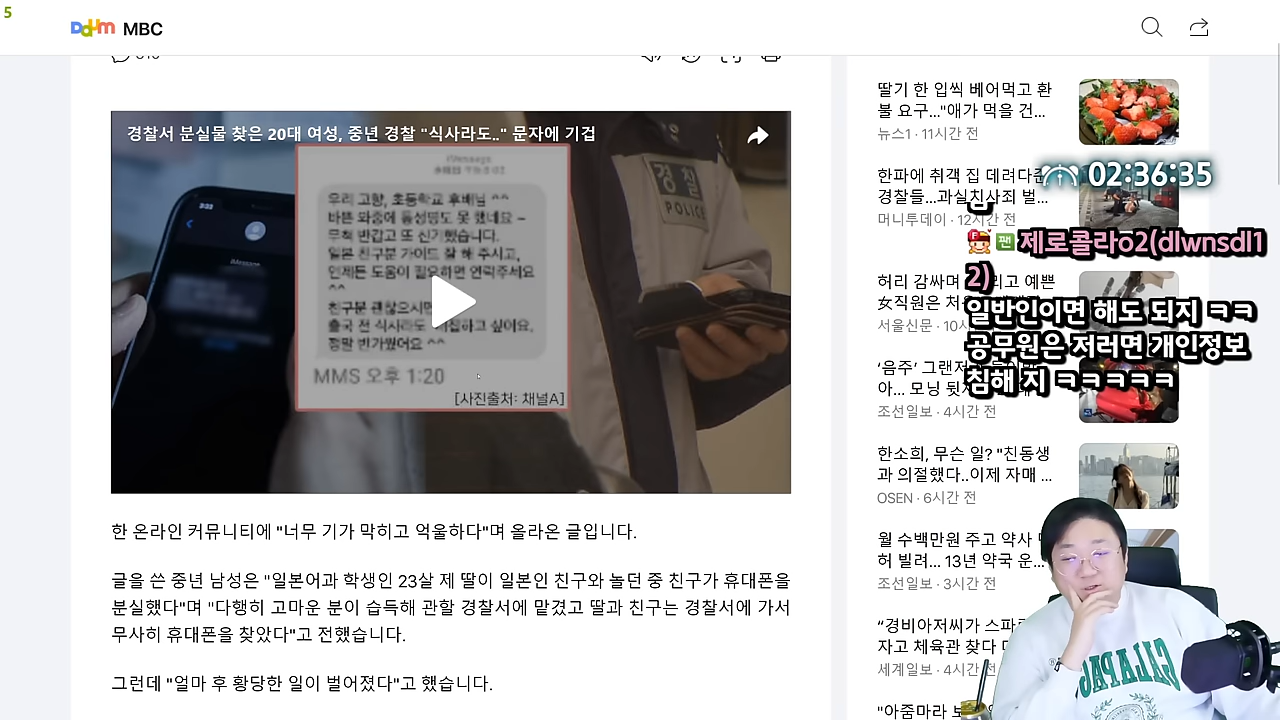 5
Daum MBC
경찰서 분실물 찾은 20대 여성, 중년 경찰 "식사라도.." 문자에 기겁
iMessage
우리 고향, 초등학교 후배님 ^^
바쁜 와중에 통성명도 못 했네요 ~
무척 반갑고 또 신기했습니다.
일본 친구분 가이드 잘 해 주시고,
언제든 도움이 필요하면 연락주세요
^^
친구분 괜찮으시면
출국 전 식사라도 하고 싶어요,
정말 반가웠어요 ^^
MMS 오후 1:20
[사진출처: 채널A]
경찰
POLICE
한 온라인 커뮤니티에 "너무 기가 막히고 억울하다"며 올라온 글입니다.
글을 쓴 중년 남성은 "일본어과 학생인 23살 제 딸이 일본인 친구와 놀던 중 친구가 휴대폰을
분실했다"며 "다행히 고마운 분이 습득해 관할 경찰서에 맡겼고 딸과 친구는 경찰서에 가서
무사히 휴대폰을 찾았다"고 전했습니다.
그런데 "얼마 후 황당한 일이 벌어졌다"고 했습니다.
딸기 한 입씩 베어먹고 환
불 요구..."애가 먹을 건...
뉴스1 · 11시간 전
한파에 취객 집 데려다준
경찰들...과실치사죄 벌...
머니투데이 · 12시간 전
허리 감싸며
리고 예쁜
女직원은
서울신문 · 10
'음주' 그랜저
아... 모닝
조선일보 · 4시간 전
한소희, 무슨 일? "친동생
과 의절했다..이제 자매 ...
OSEN · 6시간 전
월 수백만원 주고 약사
허 빌려... 13년 약국 운...
조선일보 · 3시간 전
"경비아저씨가 스파
자고 체육관 찾다
세계일보 · 4시간 전
"아줌마라
02:36:35
팬 제로콜라o2(dlwnsdl1
2)
일반인이면 해도 되지 ㅋㅋ
공무원은 저러면 개인정보
침해 지 ㅋㅋㅋㅋㅋ